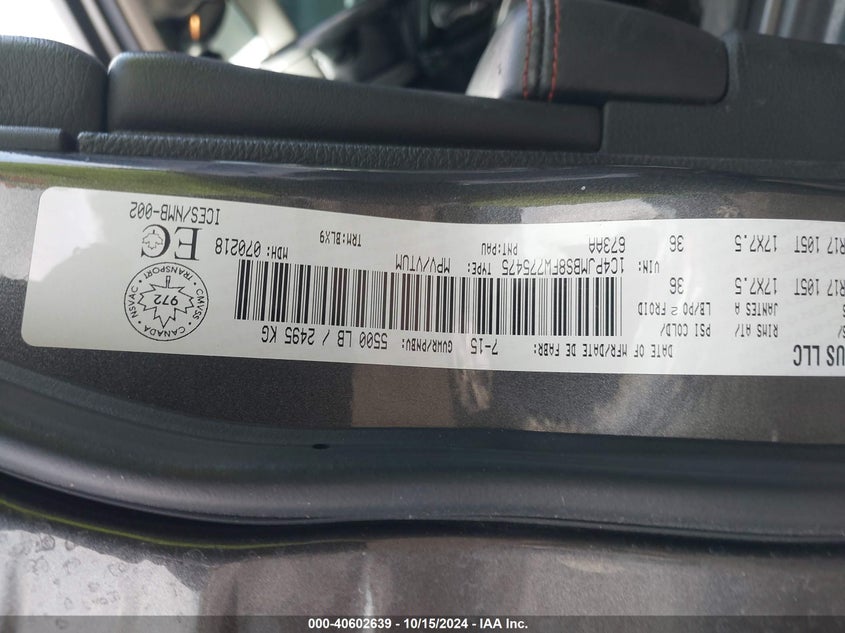 US LLC
DATE OF MFR/DATE DE FABR: 7-15 GVWR/PNBV: 5500 LB / 2495 KG
RIMS AT/ PSI COLD/
JANTES A LB/PO2 FROID
R17 105T 17X7.5 36
R17 105T 17X7.5 36
VIN: 1C4PJMBS8FW775475 TYPE: MPV/VTUM
673AA PNT:PAU TRM:BLX9 MDH: 070218
CANADA CMVSS TRANSPORT NSVAC
972
EC
ICES/NMB-002
000-40602639 - 10/15/2024 - IAA Inc.